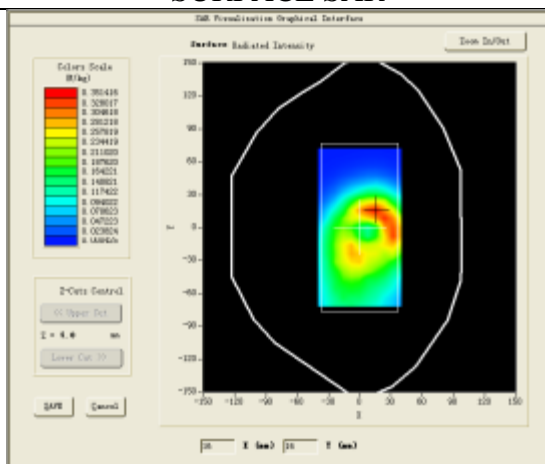 SURFACE SAR
SAR Visualisation Graphical Interface
Surface Radiated Intensity
Zoom In/Out
Colors Scale
(W/kg)
0.351416
0.328017
0.304618
0.281218
0.257819
0.234419
0.211020
0.187620
0.164221
0.140821
0.117422
0.094022
0.070623
0.047223
0.023824
150
120
90
60
30
0
-30
-60
-90
-120
-150
Y
-150 -120 -90 -60 -30 0 30 60 90 120 150
X
Z-Cuts Control
<< Upper Cut
Z = 4.0 mm
Lower Cut >>
SAVE Cancel
X (mm) Y (mm)